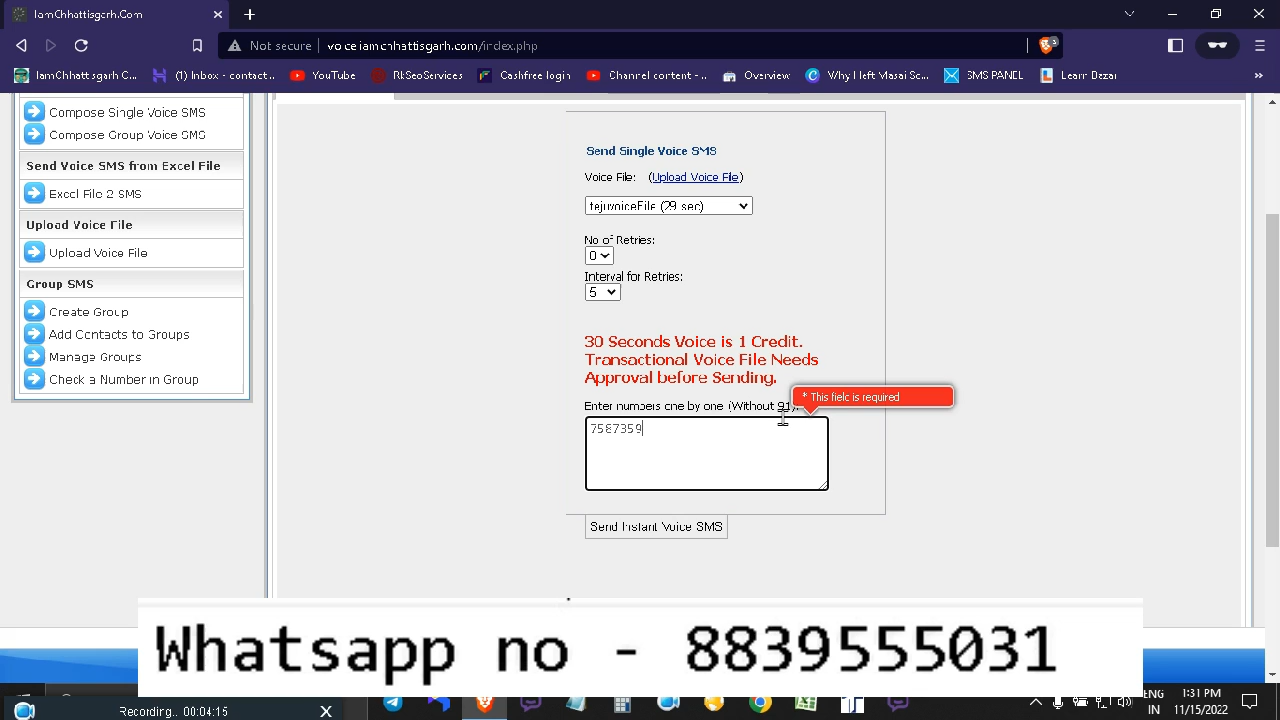 IamChhattisgarh.Com
Not secure voice.iamchhattisgarh.com/index.php
3
IamChhattisgarh C... (1) Inbox - contact... YouTube RkSeoServices Cashfree login Channel content - ... Overview Why I left Masai Sc... SMS PANEL Learn Bazar »
Compose Single Voice SMS
Compose Group Voice SMS
Send Voice SMS from Excel File
Excel File 2 SMS
Upload Voice File
Upload Voice File
Group SMS
Create Group
Add Contacts to Groups
Manage Groups
Check a Number in Group
Send Single Voice SMS
Voice File: (Upload Voice File)
tejuvoiceFile (29 sec)
No of Retries:
0
Interval for Retries:
5
30 Seconds Voice is 1 Credit.
Transactional Voice File Needs
Approval before Sending.
* This field is required
Enter numbers one by one (Without 91):
7587359
Send Instant Voice SMS
Whatsapp no - 8839555031
Recording.. 00:04:15
ENG
IN
1:31 PM
11/15/2022